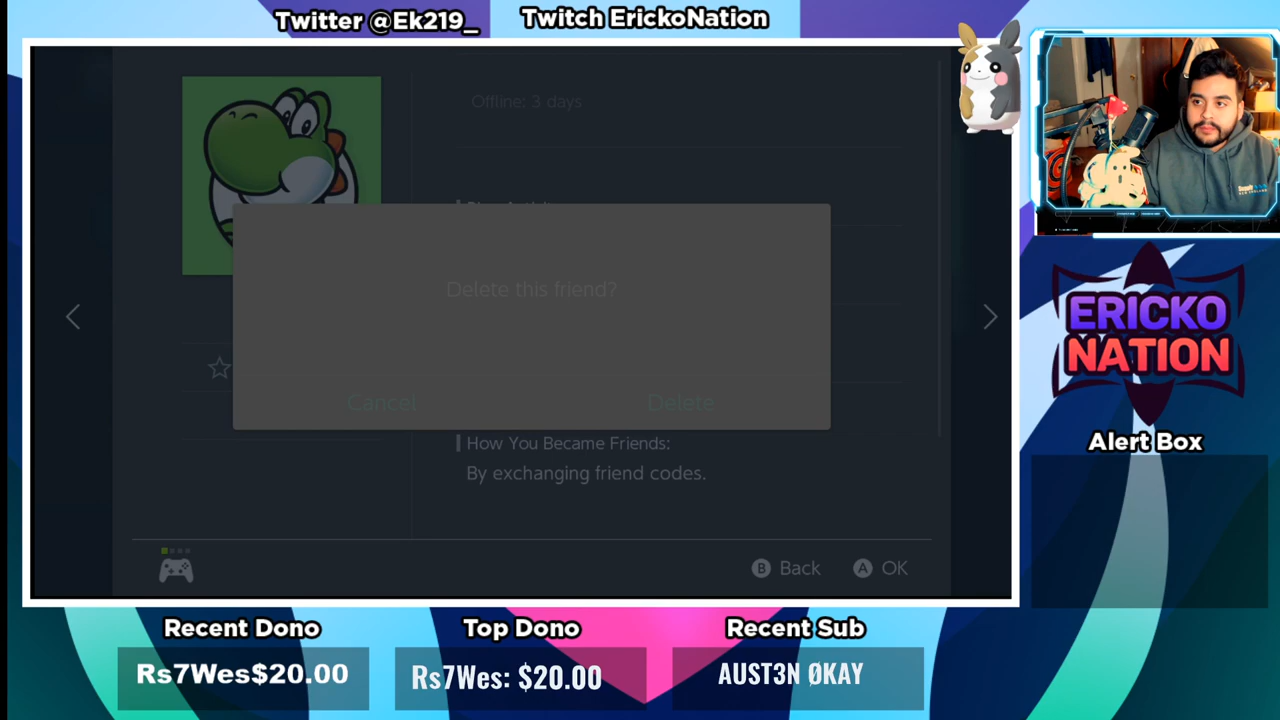 Twitter @Ek219_
Twitch ErickoNation
Offline: 3 days
Delete this friend?
Cancel
Delete
How You Became Friends:
By exchanging friend codes.
B Back
A OK
ERICKO
NATION
Alert Box
Recent Dono
Rs7Wes$20.00
Top Dono
Rs7Wes: $20.00
Recent Sub
AUST3N ØKAY